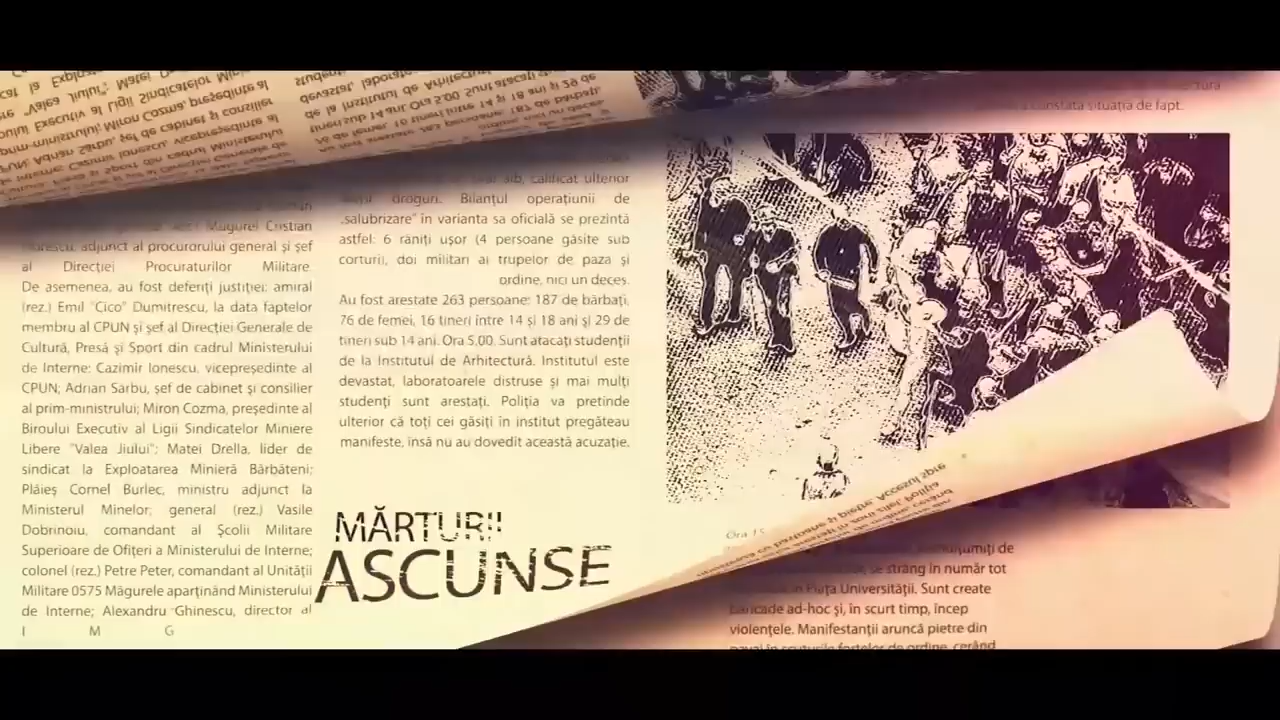 constata situația de fapt.
alb, calificat ulterior
droguri. Bilanțul operațiunii de
„salubrizare” în varianta sa oficială se prezintă
astfel: 6 răniți ușor (4 persoane găsite sub
corturi), doi militari ai trupelor de paza și
ordine, nici un deces.
Au fost arestate 263 persoane: 187 de bărbați,
76 de femei, 16 tineri între 14 și 18 ani și 29 de
tineri sub 14 ani. Ora 5,00. Sunt atacați studenții
de la Institutul de Arhitectură. Institutul este
devastat, laboratoarele distruse și mai mulți
studenți sunt arestați. Poliția va pretinde
ulterior că toți cei găsiți în institut pregăteau
manifeste, însă nu au dovedit această acuzație.
Mugurel Cristian
adjunct al procurorului general și șef
al Direcției Procuraturilor Militare.
De asemenea, au fost deferiți justiției: amiral
(rez.) Emil “Cico” Dumitrescu, la data faptelor
membru al CPUN și șef al Direcției Generale de
Cultură, Presă și Sport din cadrul Ministerului
de Interne; Cazimir Ionescu, vicepreședinte al
CPUN; Adrian Sârbu, șef de cabinet și consilier
al prim-ministrului; Miron Cozma, președinte al
Biroului Executiv al Ligii Sindicatelor Miniere
Libere “Valea Jiului”; Matei Drella, lider de
sindicat la Exploatarea Minieră Bărbăteni;
Plăieș Cornel Burlec, ministru adjunct la
Ministerul Minelor; general (rez.) Vasile
Dobrinoiu, comandant al Școlii Militare
Superioare de Ofițeri a Ministerului de Interne;
colonel (rez.) Petre Peter, comandant al Unității
Militare 0575 Măgurele aparținând Ministerului
de Interne; Alexandru Ghinescu, director al
I M G
MĂRTURII
ASCUNSE
se strâng în număr tot
Piața Universității. Sunt create
baricade ad-hoc și, în scurt timp, încep
violențele. Manifestanții aruncă pietre din
pavaj în scuturile forțelor de ordine, cerând